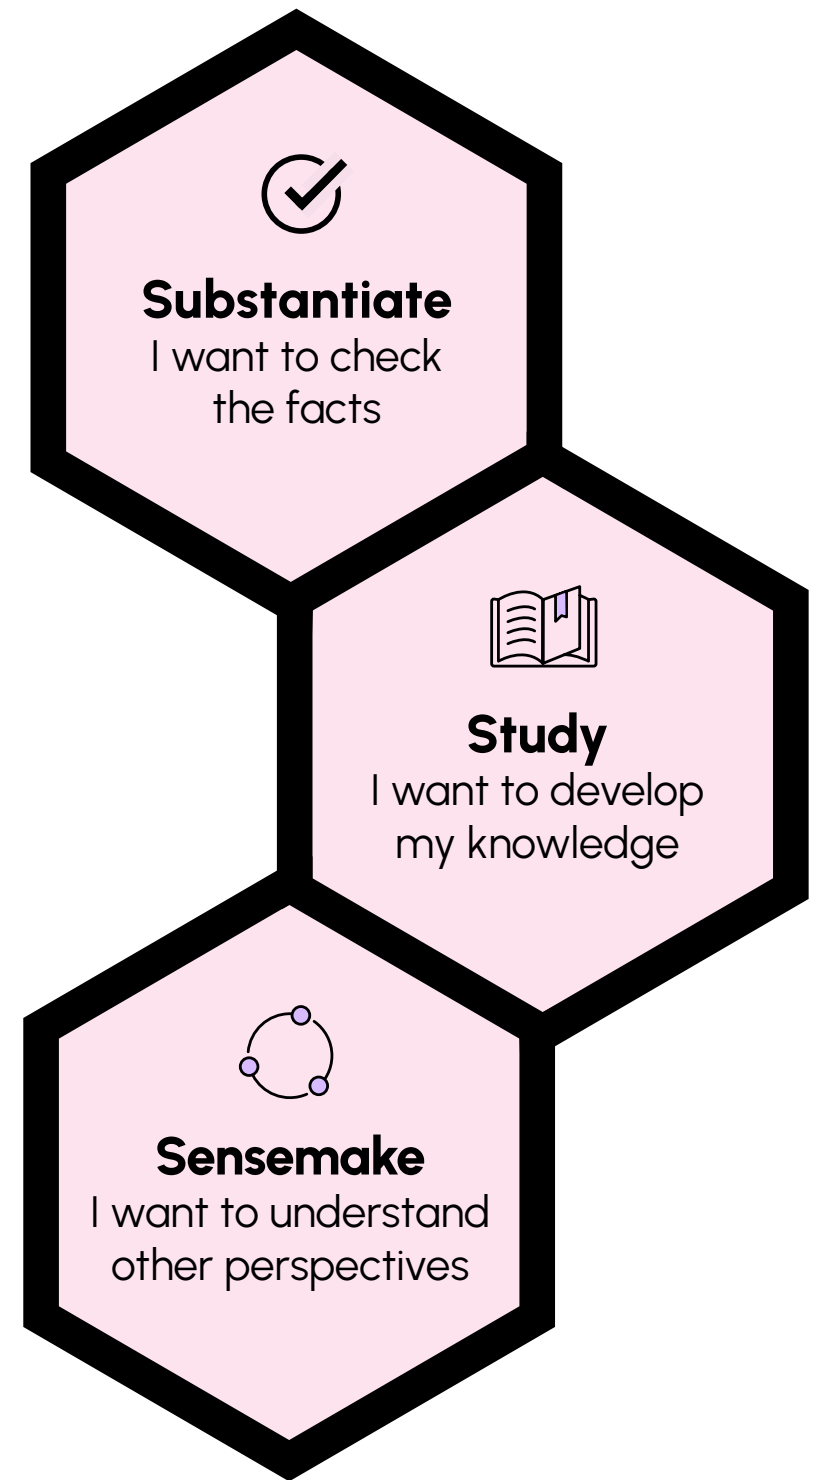 Substantiate
I want to check
the facts
Study
I want to develop
my knowledge
Sensemake
I want to understand
other perspectives